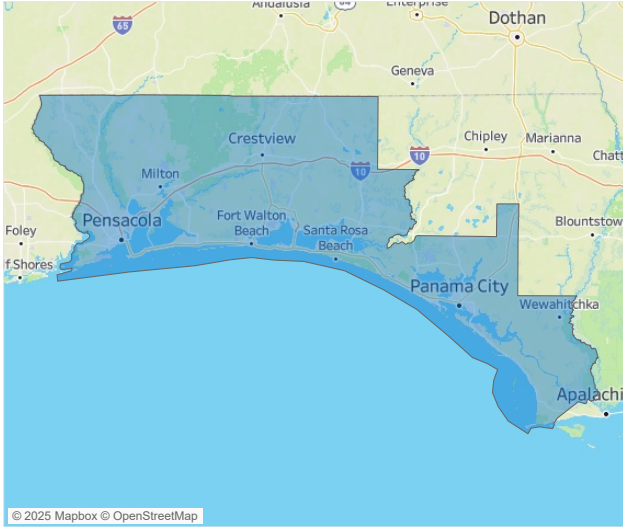 Andalusia
Enterprise
84
65
Dothan
Geneva
Crestview
Chipley
Marianna
10
Chatt
10
Milton
Pensacola
Fort Walton
Beach
Santa Rosa
Beach
Foley
Blountstow
f Shores
Panama City
Wewahitchka
Apalachi
© 2025 Mapbox © OpenStreetMap